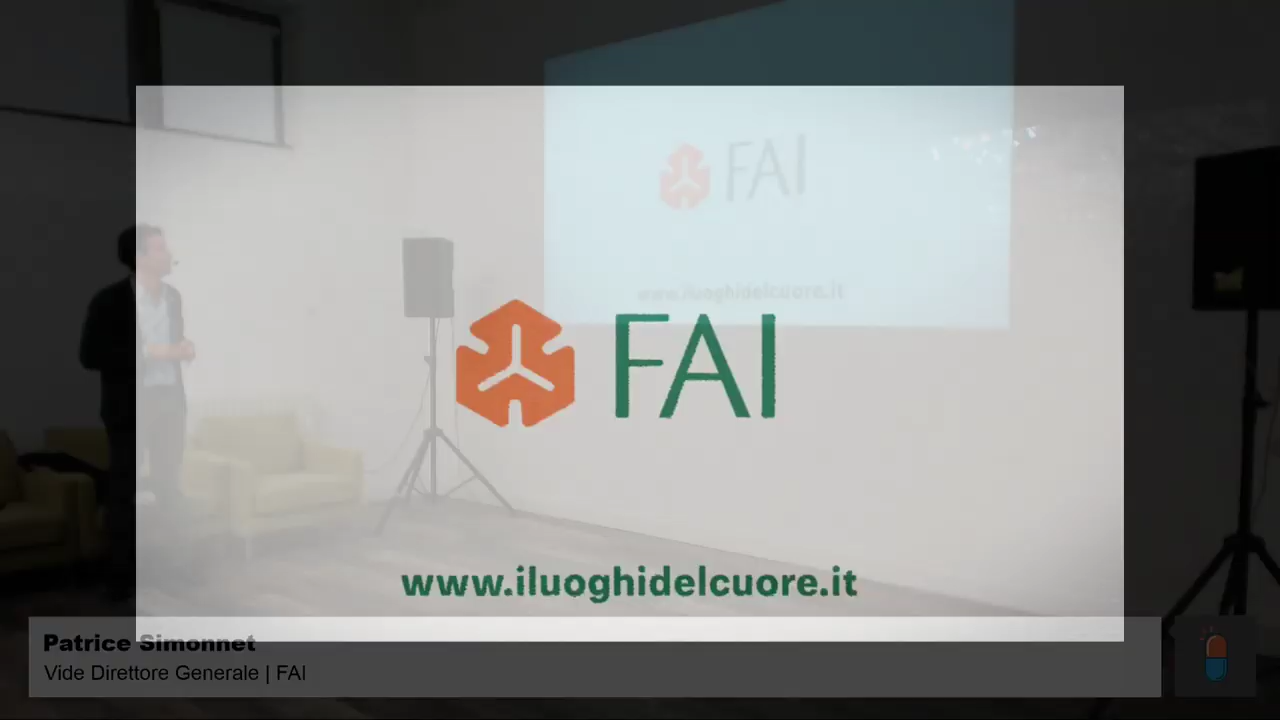 FAI
www.iluoghidelcuore.it
FAI
www.iluoghidelcuore.it
Patrice Simonnet
Vide Direttore Generale | FAI